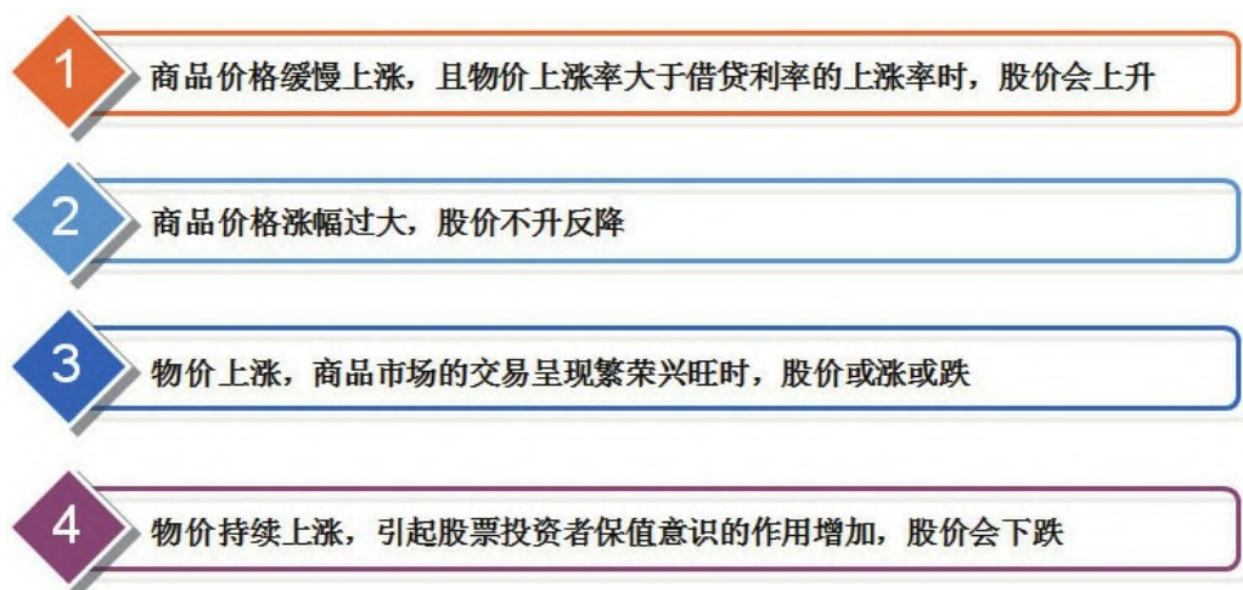 1
商品价格缓慢上涨，且物价上涨率大于借贷利率的上涨率时，股价会上升
2
商品价格涨幅过大，股价不升反降
3
物价上涨，商品市场的交易呈现繁荣兴旺时，股价或涨或跌
4
物价持续上涨，引起股票投资者保值意识的作用增加，股价会下跌